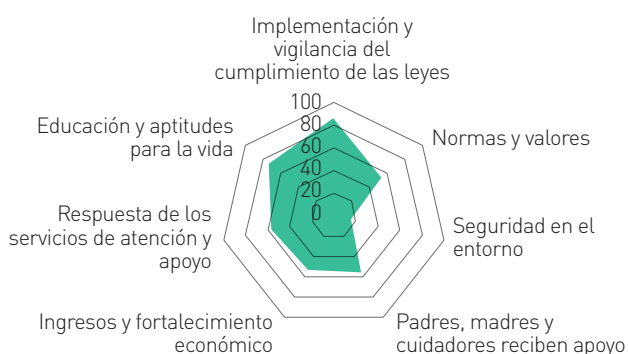 Implementación y
vigilancia del
cumplimiento de las leyes
100
80
60
40
20
0
Normas y valores
Seguridad en el
entorno
Padres, madres y
cuidadores reciben apoyo
Ingresos y fortalecimiento
económico
Respuesta de los
servicios de atención y
apoyo
Educación y aptitudes
para la vida